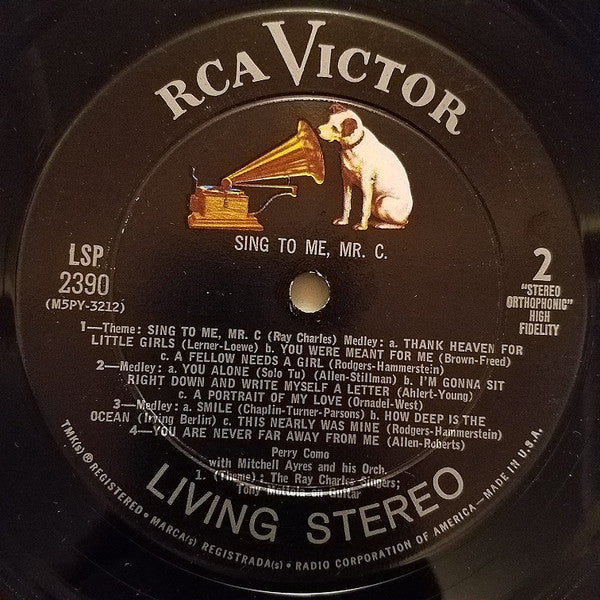 RCA VICTOR
SING TO ME, MR. C.
LSP
2390
(M5PY-3212)
2
"STEREO
ORTHOPHONIC"
HIGH
FIDELITY
1—Theme: SING TO ME, MR. C (Ray Charles) Medley: a. THANK HEAVEN FOR
LITTLE GIRLS (Lerner-Loewe) b. YOU WERE MEANT FOR ME (Brown-Freed)
c. A FELLOW NEEDS A GIRL (Rodgers-Hammerstein)
2—Medley: a. YOU ALONE (Solo Tu) (Allen-Stillman) b. I'M GONNA SIT
RIGHT DOWN AND WRITE MYSELF A LETTER (Ahlert-Young)
c. A PORTRAIT OF MY LOVE (Ornadel-West)
3—Medley: a. SMILE (Chaplin-Turner-Parsons) b. HOW DEEP IS THE
OCEAN (Irving Berlin) c. THIS NEARLY WAS MINE (Rodgers-Hammerstein)
4—YOU ARE NEVER FAR AWAY FROM ME (Allen-Roberts)
Perry Como
with Mitchell Ayres and his Orch.
1. (Theme): The Ray Charles Singers;
Tony Mottola on Guitar
LIVING STEREO
TMK(s) ® REGISTERED • MARCA(s) REGISTRADA(s) • RADIO CORPORATION OF AMERICA—MADE IN U.S.A.